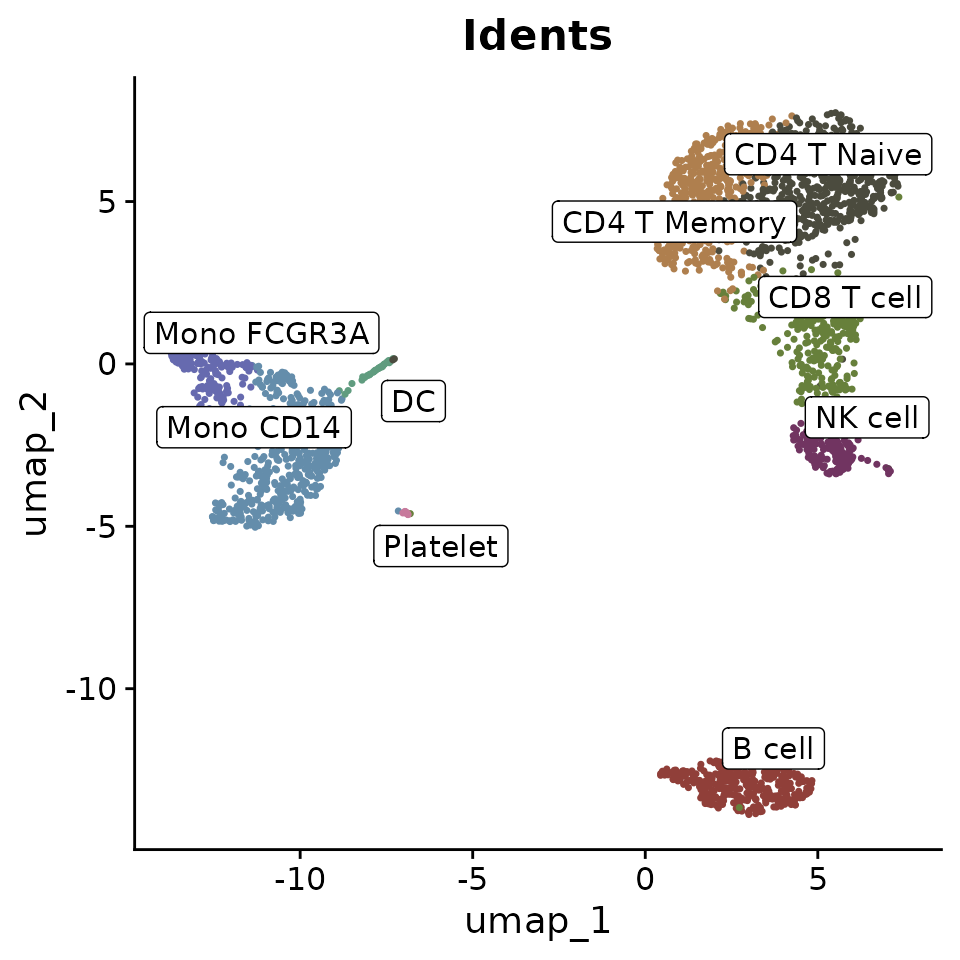 Idents
CD4 T Naive
CD4 T Memory
CD8 T cell
Mono FCGR3A
DC
Mono CD14
NK cell
Platelet
B cell
5
0
-5
-10
umap_2
-10
-5
0
5
umap_1